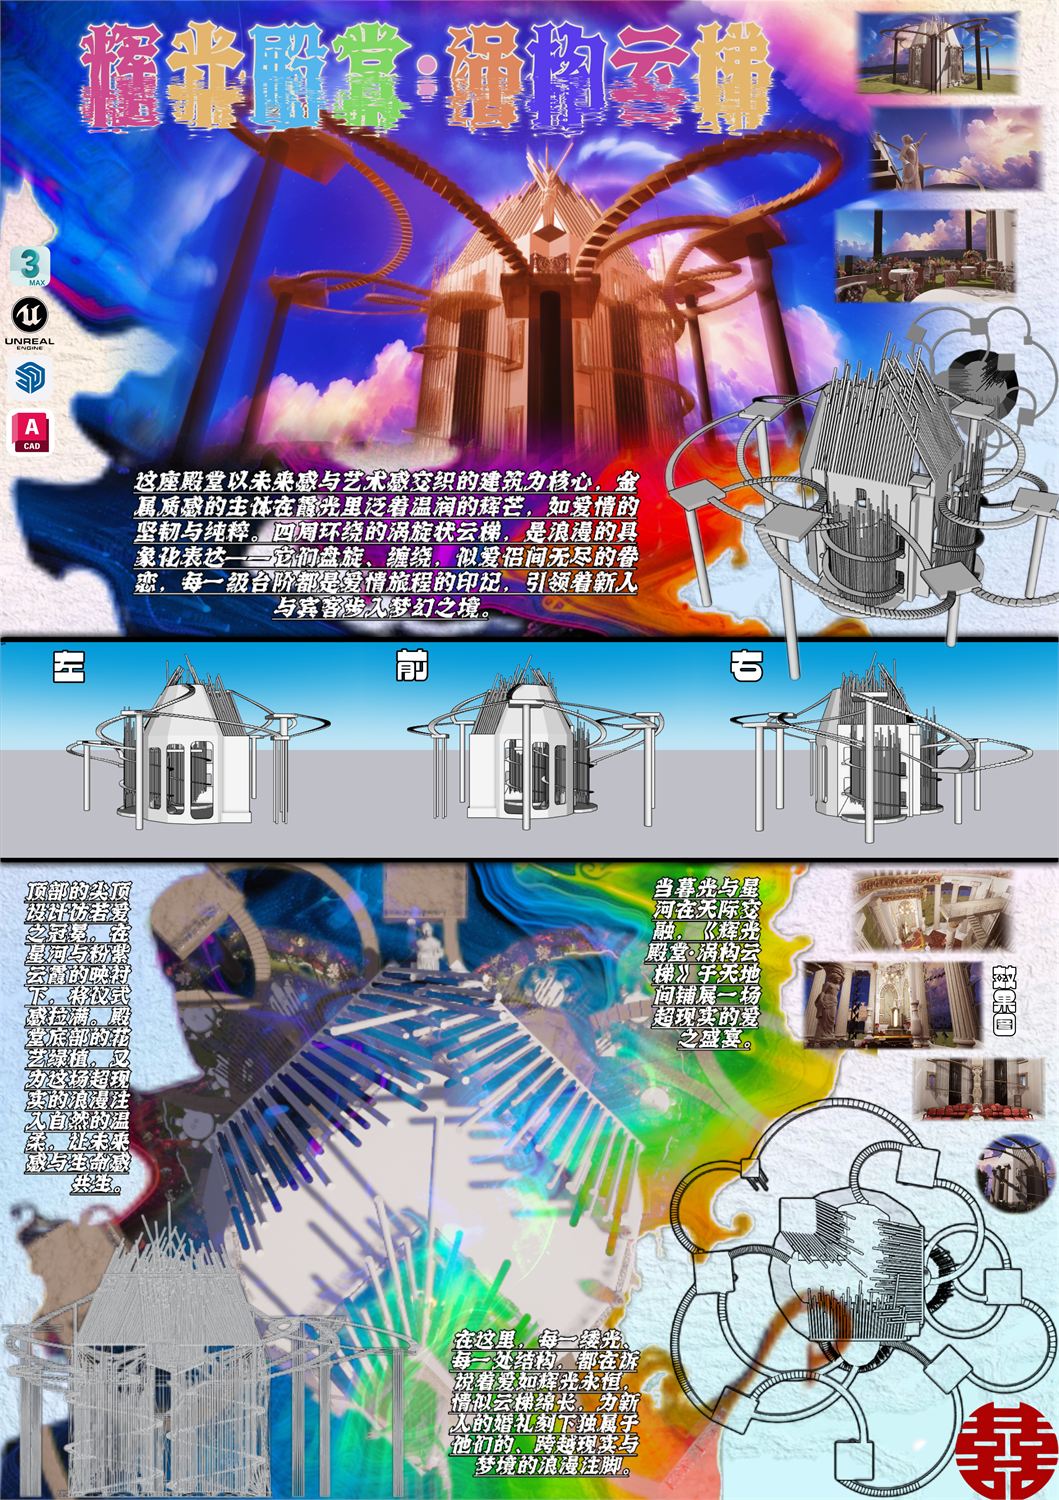 辉光殿堂·涡构云梯
3
MAX
UNREAL
ENGINE
A
CAD
这座殿堂以未来感与艺术感交织的建筑为核心，金
属质感的主体在霞光里泛着温润的辉芒，如爱情的
坚韧与纯粹。四周环绕的涡旋状云梯，是浪漫的具
象化表达——它们盘旋、缠绕，似爱侣间无尽的眷
恋，每一级台阶都是爱情旅程的印记，引领着新人
与宾客步入梦幻之境。
左
前
右
顶部的尖顶
设计仿若爱
之冠冕，在
星河与粉紫
云霞的映衬
下，将仪式
感拉满。殿
堂底部的花
艺绿植，又
为这场超现
实的浪漫注
入自然的温
柔，让未来
感与生命感
共生。
当暮光与星
河在天际交
融，《辉光
殿堂·涡构云
梯》于天地
间铺展一场
超现实的爱
之盛宴。
效果图
在这里，每一缕光、
每一处结构，都在诉
说着爱如辉光永恒，
情似云梯绵长，为新
人的婚礼刻下独属于
他们的、跨越现实与
梦境的浪漫注脚。
囍